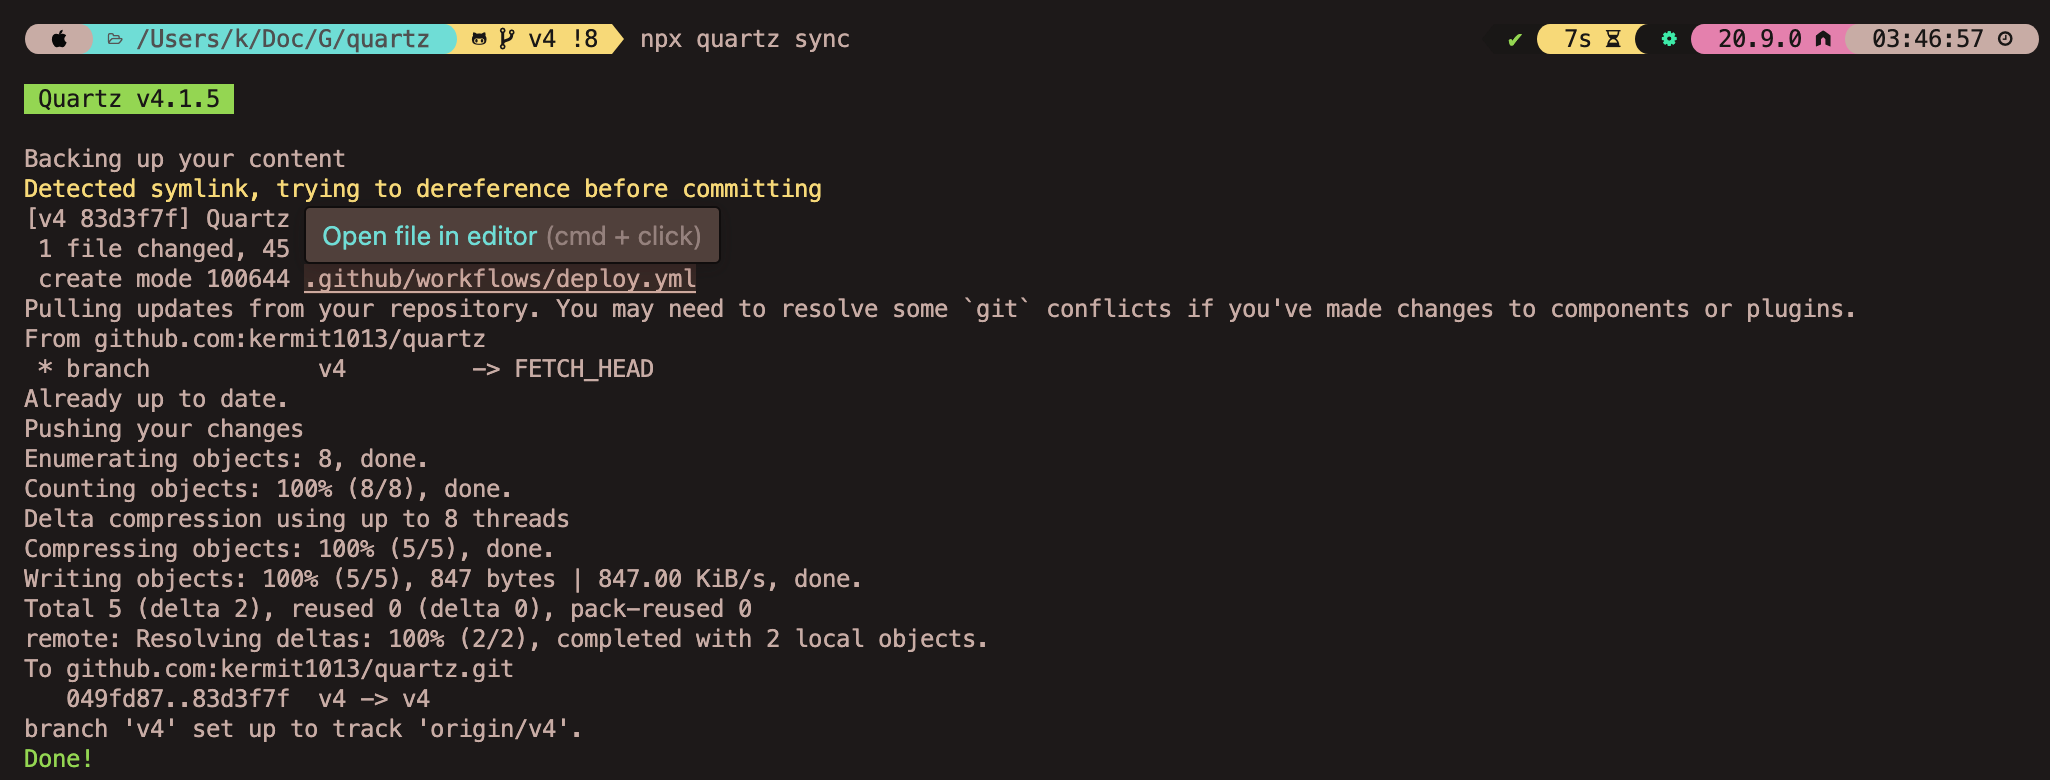 /Users/k/Doc/G/quartz v4 !8 npx quartz sync ✔ 7s 20.9.0 03:46:57
Quartz v4.1.5
Backing up your content
Detected symlink, trying to dereference before committing
[v4 83d3f7f] Quartz
Open file in editor (cmd + click)
1 file changed, 45
create mode 100644 .github/workflows/deploy.yml
Pulling updates from your repository. You may need to resolve some `git` conflicts if you've made changes to components or plugins.
From github.com:kermit1013/quartz
* branch            v4         -> FETCH_HEAD
Already up to date.
Pushing your changes
Enumerating objects: 8, done.
Counting objects: 100% (8/8), done.
Delta compression using up to 8 threads
Compressing objects: 100% (5/5), done.
Writing objects: 100% (5/5), 847 bytes | 847.00 KiB/s, done.
Total 5 (delta 2), reused 0 (delta 0), pack-reused 0
remote: Resolving deltas: 100% (2/2), completed with 2 local objects.
To github.com:kermit1013/quartz.git
049fd87..83d3f7f  v4 -> v4
branch 'v4' set up to track 'origin/v4'.
Done!